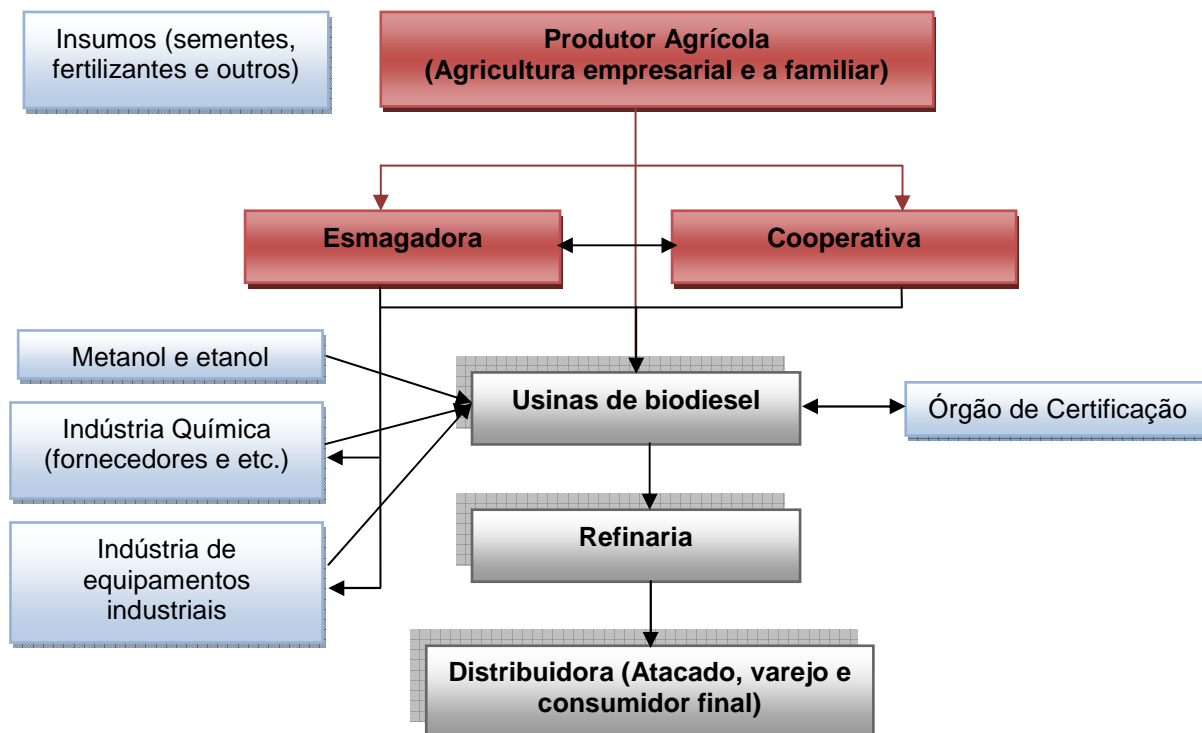 Insumos (sementes,
fertilizantes e outros)
Produtor Agrícola
(Agricultura empresarial e a familiar)
Esmagadora
Cooperativa
Metanol e etanol
Usinas de biodiesel
Órgão de Certificação
Indústria Química
(fornecedores e etc.)
Refinaria
Indústria de
equipamentos
industriais
Distribuidora (Atacado, varejo e
consumidor final)